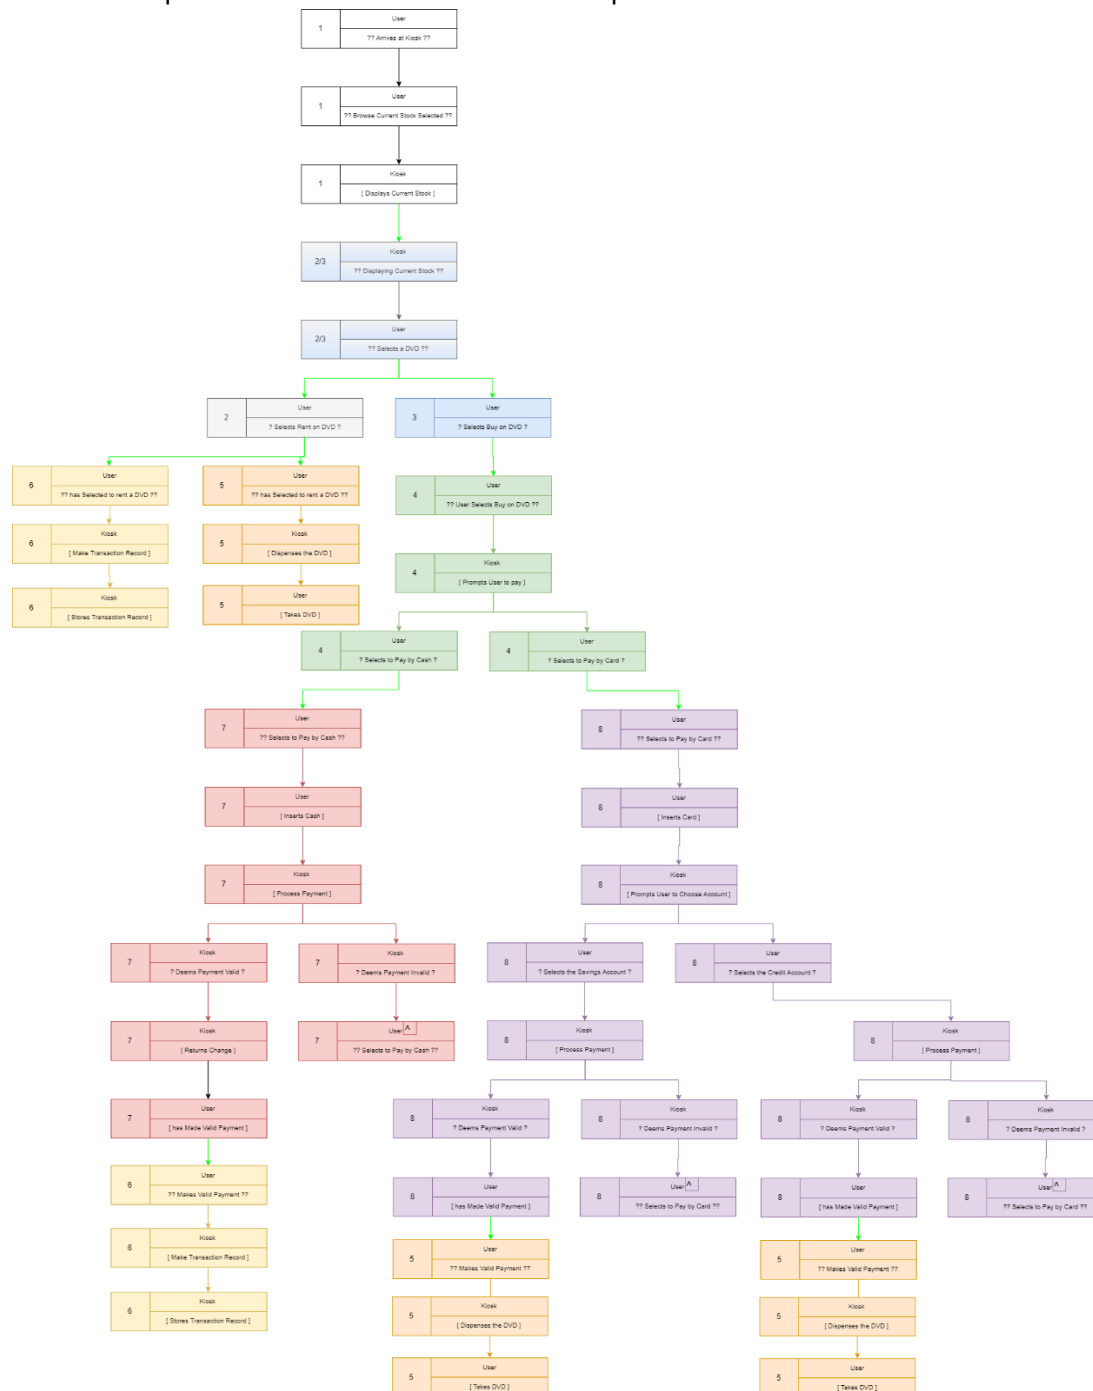 User
1
?? Arrives at Kiosk ??
User
1
?? Browse Current Stock Selected ??
Kiosk
1
[ Displays Current Stock ]
Kiosk
2/3
?? Displaying Current Stock ??
User
2/3
?? Selects a DVD ??
User
2
? Selects Rent on DVD ?
User
3
? Selects Buy on DVD ?
User
6
?? has Selected to rent a DVD ??
User
5
?? has Selected to rent a DVD ??
User
4
?? User Selects Buy on DVD ??
Kiosk
6
[ Make Transaction Record ]
Kiosk
5
[ Dispenses the DVD ]
Kiosk
4
[ Prompts User to pay ]
Kiosk
6
[ Stores Transaction Record ]
User
5
[ Takes DVD ]
User
4
? Selects to Pay by Cash ?
User
4
? Selects to Pay by Card ?
User
7
?? Selects to Pay by Cash ??
User
8
?? Selects to Pay by Card ??
User
7
[ Inserts Cash ]
User
8
[ Inserts Card ]
Kiosk
7
[ Process Payment ]
Kiosk
8
[ Prompts User to Choose Account ]
Kiosk
7
? Deems Payment Valid ?
Kiosk
7
? Deems Payment Invalid ?
User
8
? Selects the Savings Account ?
User
8
? Selects the Credit Account ?
Kiosk
7
[ Returns Change ]
User ^
7
?? Selects to Pay by Cash ??
Kiosk
8
[ Process Payment ]
Kiosk
8
[ Process Payment ]
User
7
[ has Made Valid Payment ]
Kiosk
8
? Deems Payment Valid ?
Kiosk
8
? Deems Payment Invalid ?
Kiosk
8
? Deems Payment Valid ?
Kiosk
8
? Deems Payment Invalid ?
User
6
?? Makes Valid Payment ??
User
8
[ has Made Valid Payment ]
User ^
8
?? Selects to Pay by Card ??
User
8
[ has Made Valid Payment ]
User ^
8
?? Selects to Pay by Card ??
Kiosk
6
[ Make Transaction Record ]
User
5
?? Makes Valid Payment ??
User
5
?? Makes Valid Payment ??
Kiosk
6
[ Stores Transaction Record ]
Kiosk
5
[ Dispenses the DVD ]
Kiosk
5
[ Dispenses the DVD ]
User
5
[ Takes DVD ]
User
5
[ Takes DVD ]